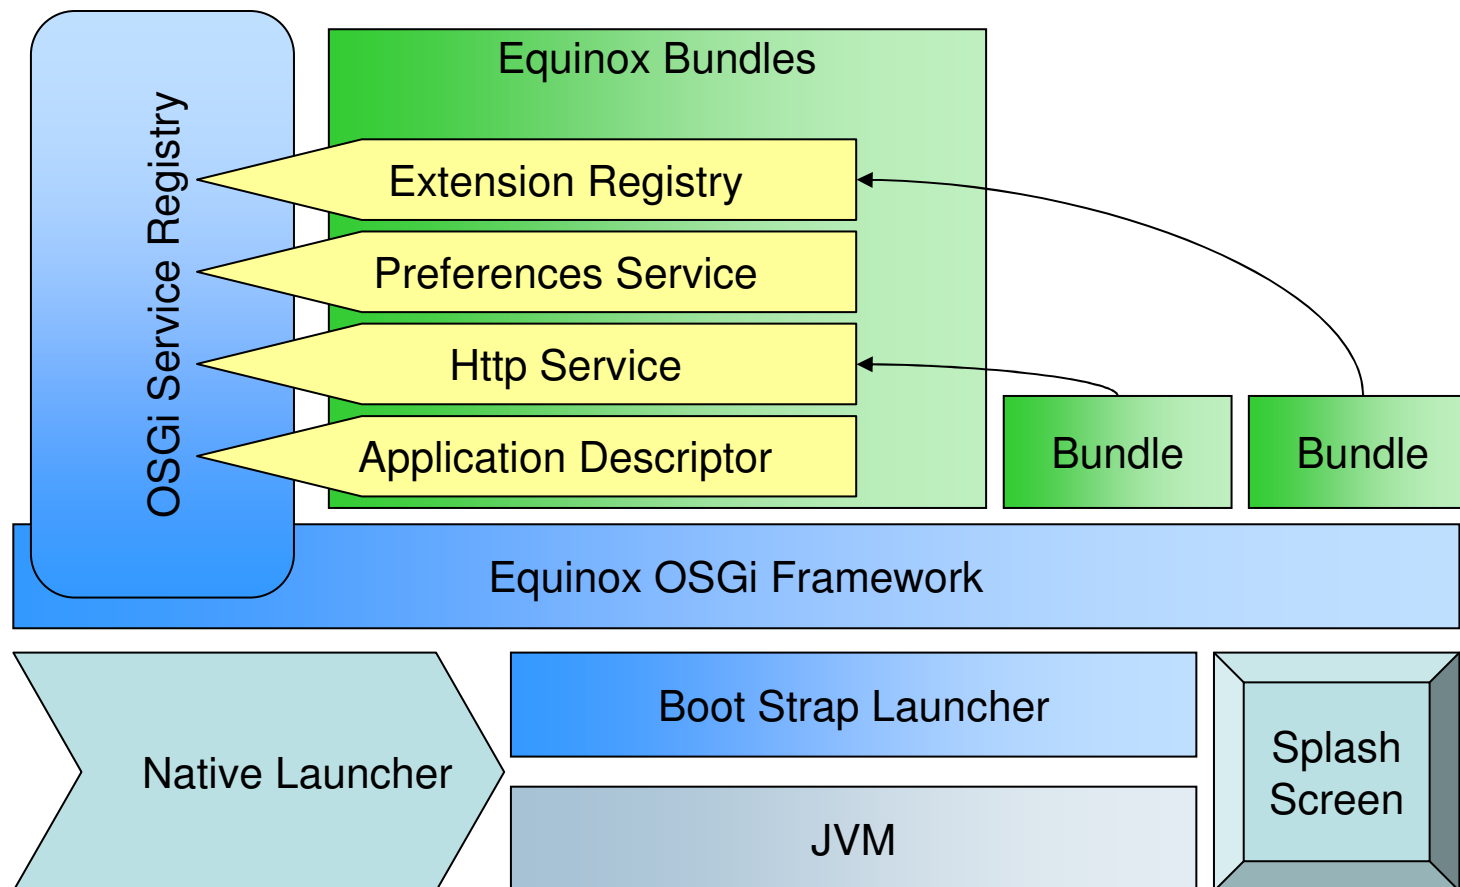 OSGi Service Registry
Equinox Bundles
Extension Registry
Preferences Service
Http Service
Application Descriptor
Bundle
Bundle
Equinox OSGi Framework
Native Launcher
Boot Strap Launcher
JVM
Splash
Screen